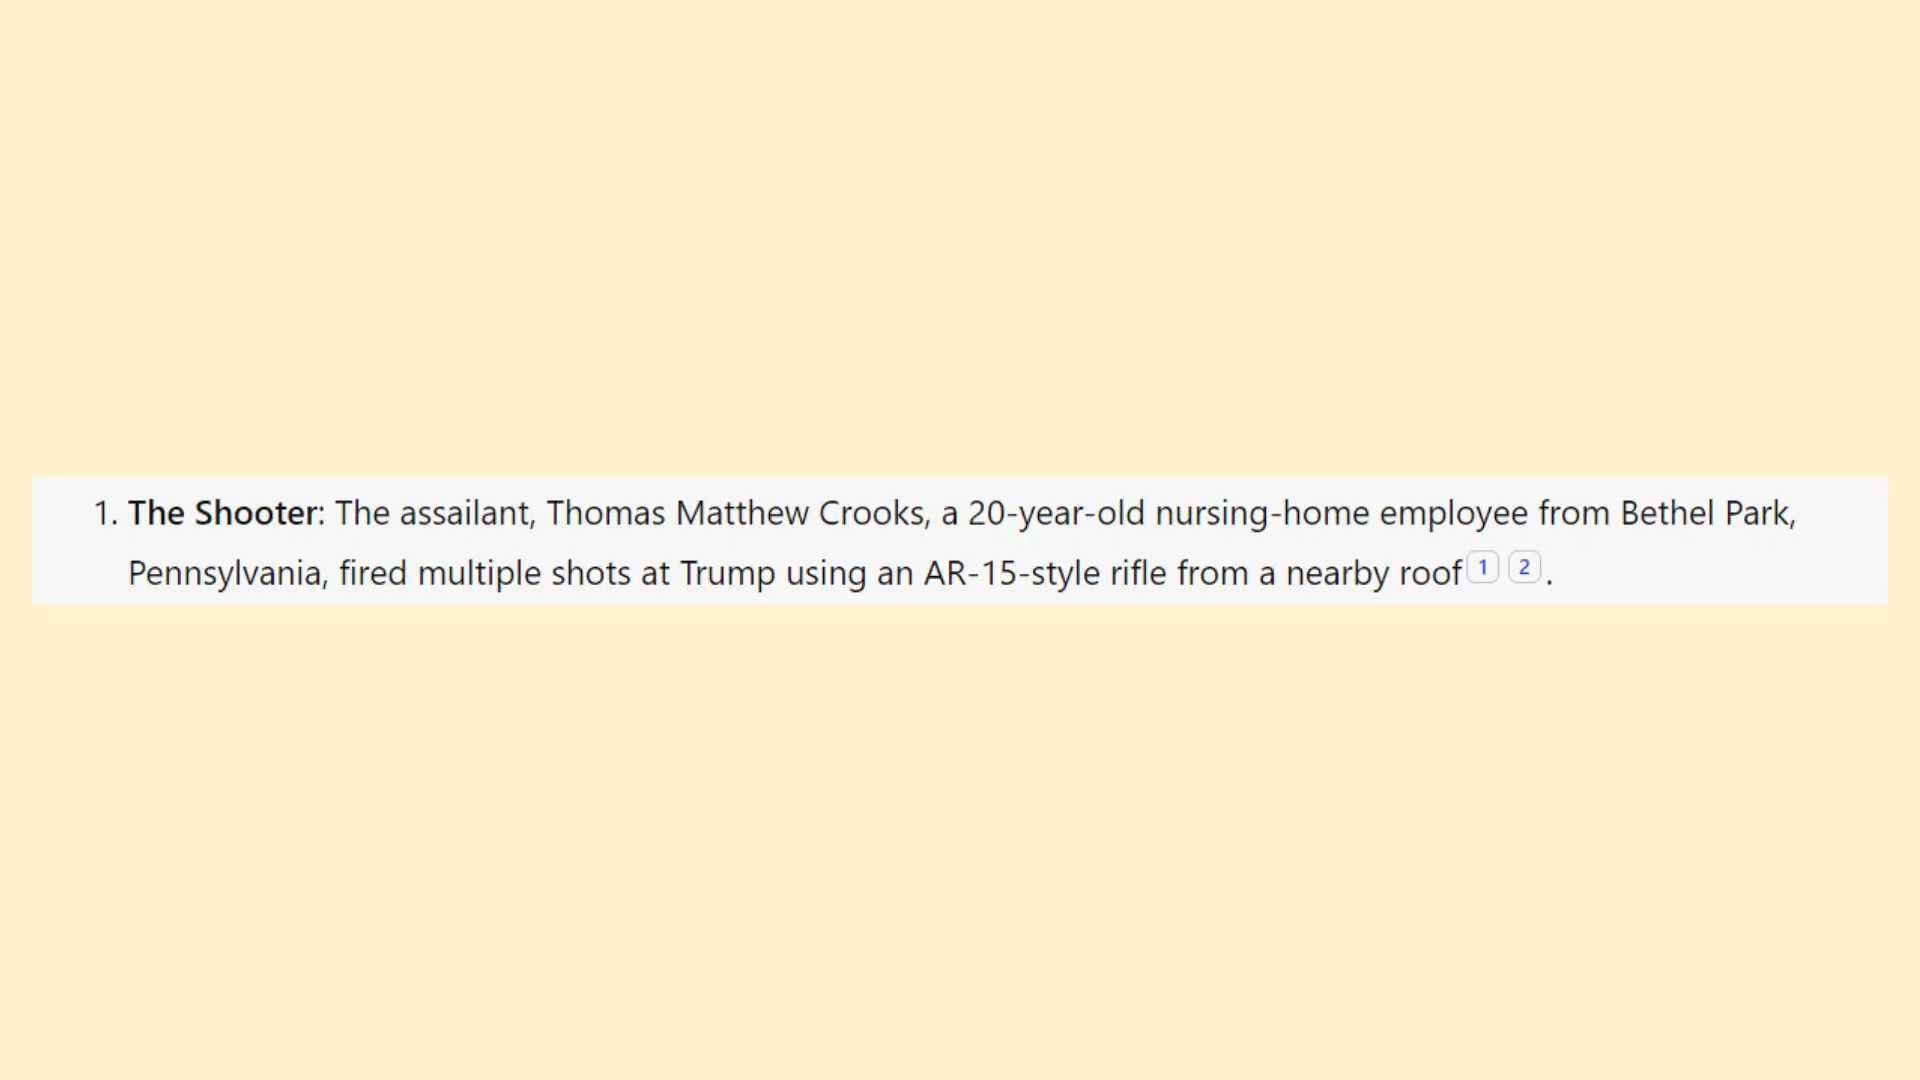 1. The Shooter: The assailant, Thomas Matthew Crooks, a 20-year-old nursing-home employee from Bethel Park,
Pennsylvania, fired multiple shots at Trump using an AR-15-style rifle from a nearby roof 1 2 .